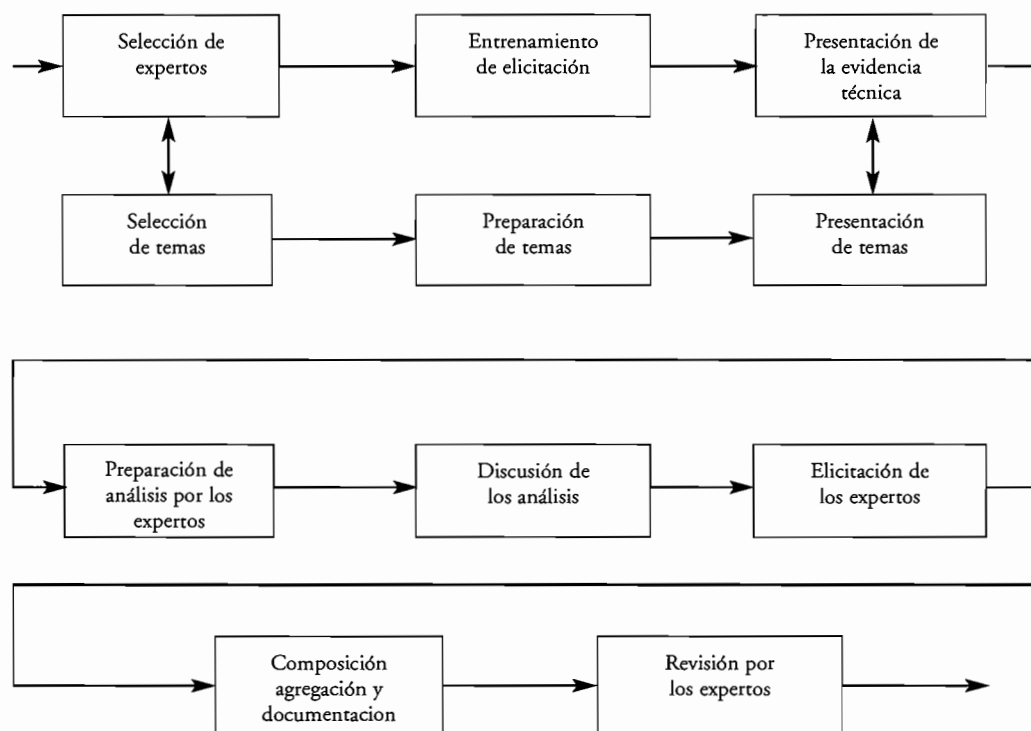 Selección de
expertos
Entrenamiento
de elicitación
Presentación de
la evidencia
técnica
Selección
de temas
Preparación
de temas
Presentación
de temas
Preparación de
análisis por los
expertos
Discusión de
los análisis
Elicitación de
los expertos
Composición
agregación y
documentacion
Revisión por
los expertos